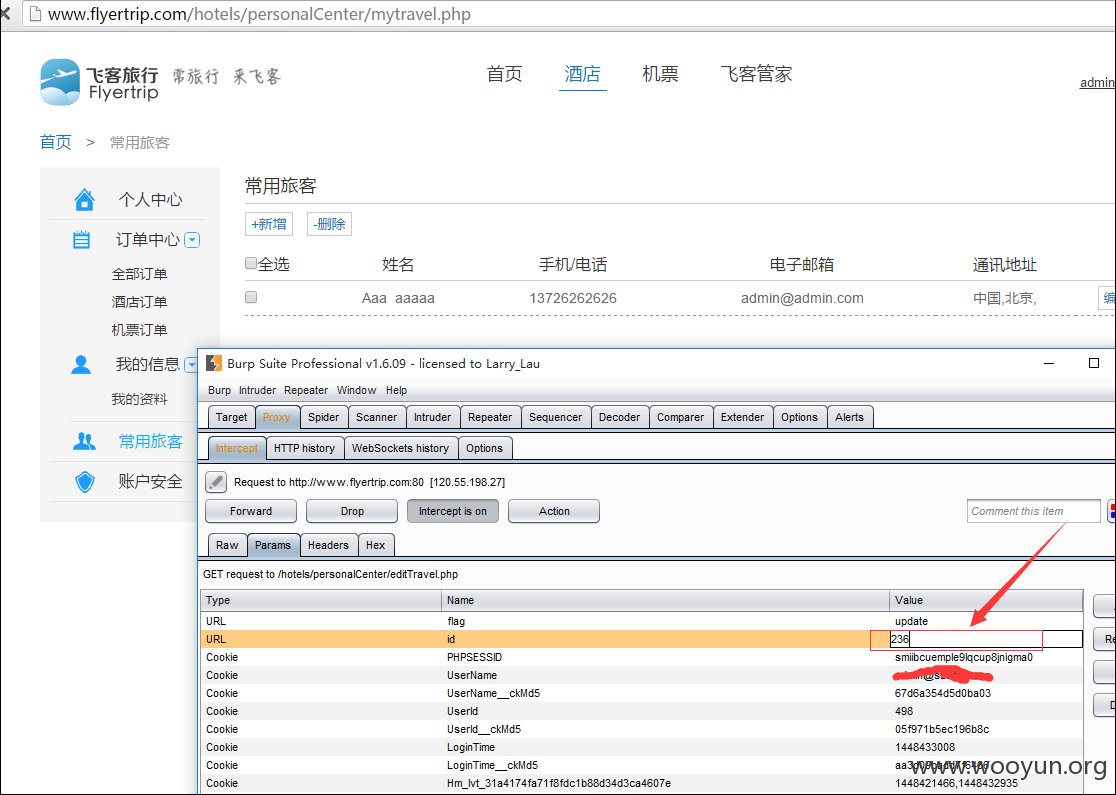 www.flyertrip.com/hotels/personalCenter/mytravel.php
飞客旅行 常旅行 来飞客
Flyertrip
首页 酒店 机票 飞客管家
admin
首页 > 常用旅客
个人中心
订单中心
全部订单
酒店订单
机票订单
我的信息
我的资料
常用旅客
账户安全
常用旅客
+新增 -删除
全选 姓名 手机/电话 电子邮箱 通讯地址
Aaa aaaaa 13726262626 admin@admin.com 中国,北京, 编
Burp Suite Professional v1.6.09 - licensed to Larry_Lau
Burp Intruder Repeater Window Help
Target Proxy Spider Scanner Intruder Repeater Sequencer Decoder Comparer Extender Options Alerts
Intercept HTTP history WebSockets history Options
Request to http://www.flyertrip.com:80 [120.55.198.27]
Forward Drop Intercept is on Action Comment this item
Raw Params Headers Hex
GET request to /hotels/personalCenter/editTravel.php
Type Name Value
URL flag update
URL id 236
Re
Cookie PHPSESSID smiibcuemple9lqcup8jnigma0
Cookie UserName
Cookie UserName__ckMd5 67d6a354d5d0ba03
Cookie UserId 498
Cookie UserId__ckMd5 05f971b5ec196b8c
Cookie LoginTime 1448433008
Cookie LoginTime__ckMd5
Cookie Hm_lvt_31a4174fa71f8fdc1b88d34d3ca4607e 1448421466,1448432935
www.wooyun.org